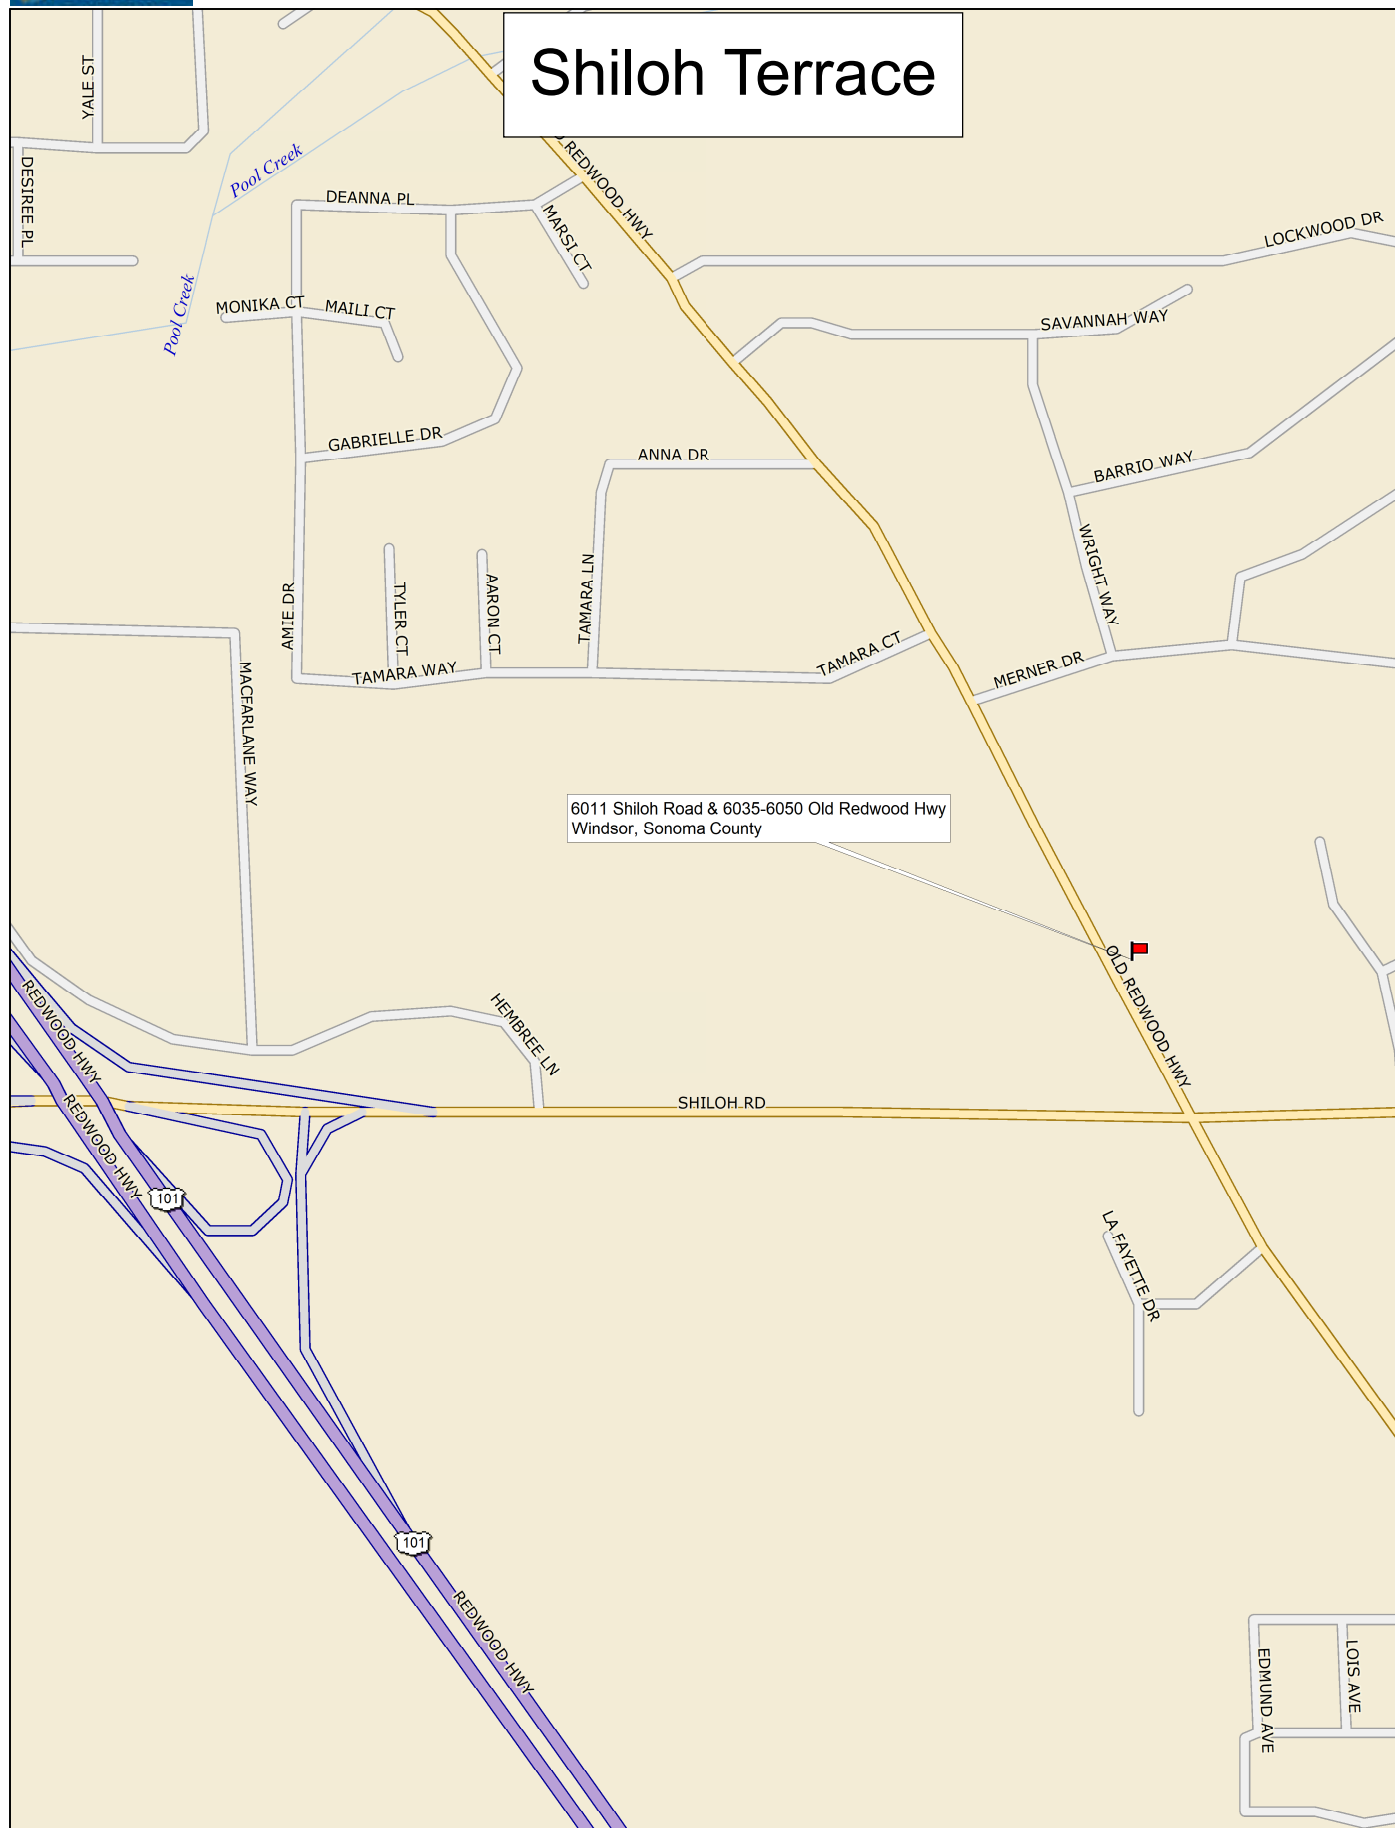 Shiloh Terrace
YALE ST
DESIREE PL
Pool Creek
Pool Creek
DEANNA PL
MARSI CT
REDWOOD HWY
LOCKWOOD DR
MONIKA CT
MAILI CT
SAVANNAH WAY
GABRIELLE DR
ANNA DR
BARRIO WAY
WRIGHT WAY
AMIE DR
TYLER CT
AARON CT
TAMARA LN
TAMARA WAY
TAMARA CT
MERNER DR
MACFARLANE WAY
6011 Shiloh Road & 6035-6050 Old Redwood Hwy
Windsor, Sonoma County
OLD REDWOOD HWY
REDWOOD HWY
HEMBREE LN
SHILOH RD
REDWOOD HWY
101
LA FAYETTE DR
101
REDWOOD HWY
EDMUND AVE
LOIS AVE